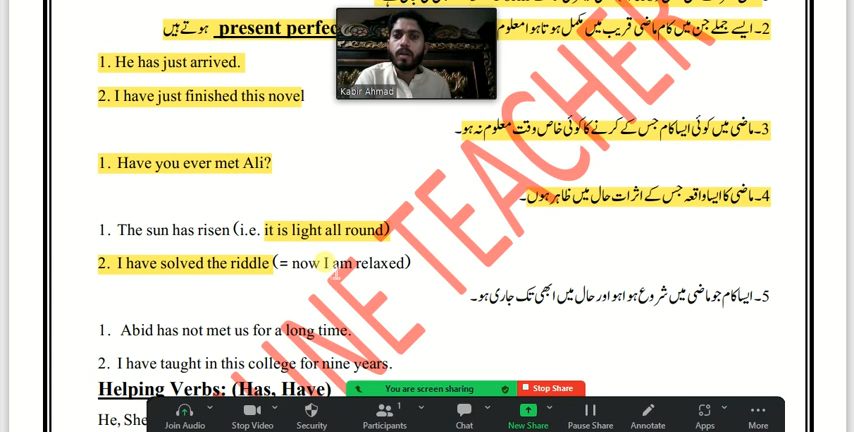 2۔ ایسے جملے جن میں کام ماضی قریب میں مکمل ہوتا ہوا معلوم
present perfec ہوتے ہیں
1. He has just arrived.
2. I have just finished this novel
Kabir Ahmad
3۔ ماضی میں کوئی ایسا کام جس کے کرنے کا کوئی خاص وقت معلوم نہ ہو۔
1. Have you ever met Ali?
4۔ ماضی کا ایسا واقعہ جس کے اثرات حال میں ظاہر ہوں۔
1. The sun has risen (i.e. it is light all round)
2. I have solved the riddle (= now I am relaxed)
5۔ ایسا کام جو ماضی میں شروع ہوا ہو اور حال میں ابھی تک جاری ہو۔
1. Abid has not met us for a long time.
2. I have taught in this college for nine years.
Helping Verbs: (Has, Have)
He, She
LINE TEACHER
You are screen sharing
Stop Share
Join Audio
Stop Video
Security
Participants 1
Chat
New Share
Pause Share
Annotate
Apps
More